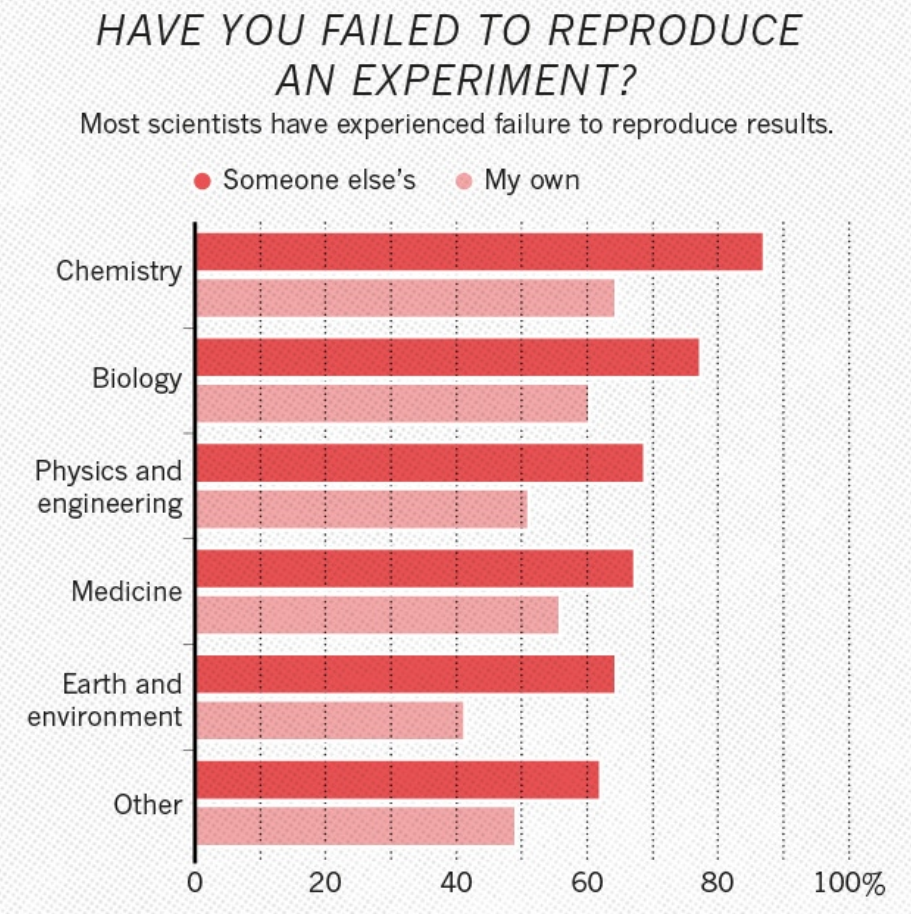 HAVE YOU FAILED TO REPRODUCE
AN EXPERIMENT?
Most scientists have experienced failure to reproduce results.
Someone else’s My own
Chemistry
Biology
Physics and
engineering
Medicine
Earth and
environment
Other
0 20 40 60 80 100%